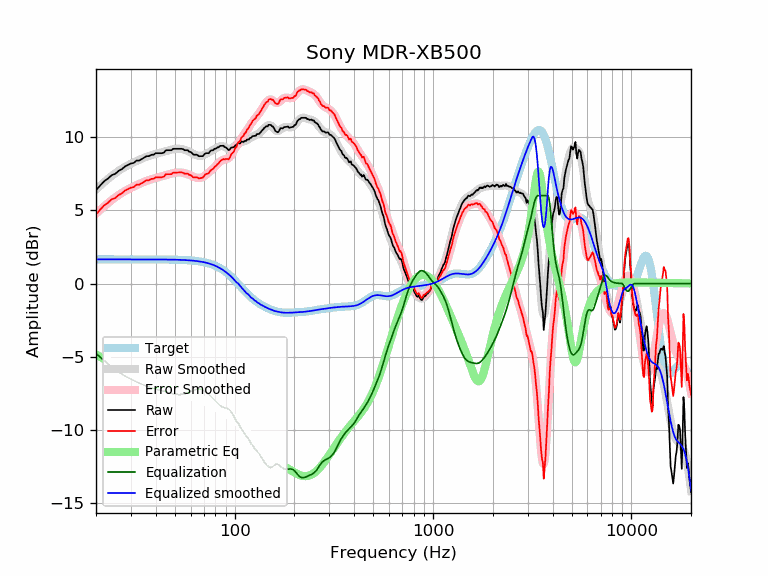 Sony MDR-XB500
Amplitude (dBr)
10
5
0
−5
−10
−15
Target
Raw Smoothed
Error Smoothed
Raw
Error
Parametric Eq
Equalization
Equalized smoothed
100
1000
10000
Frequency (Hz)